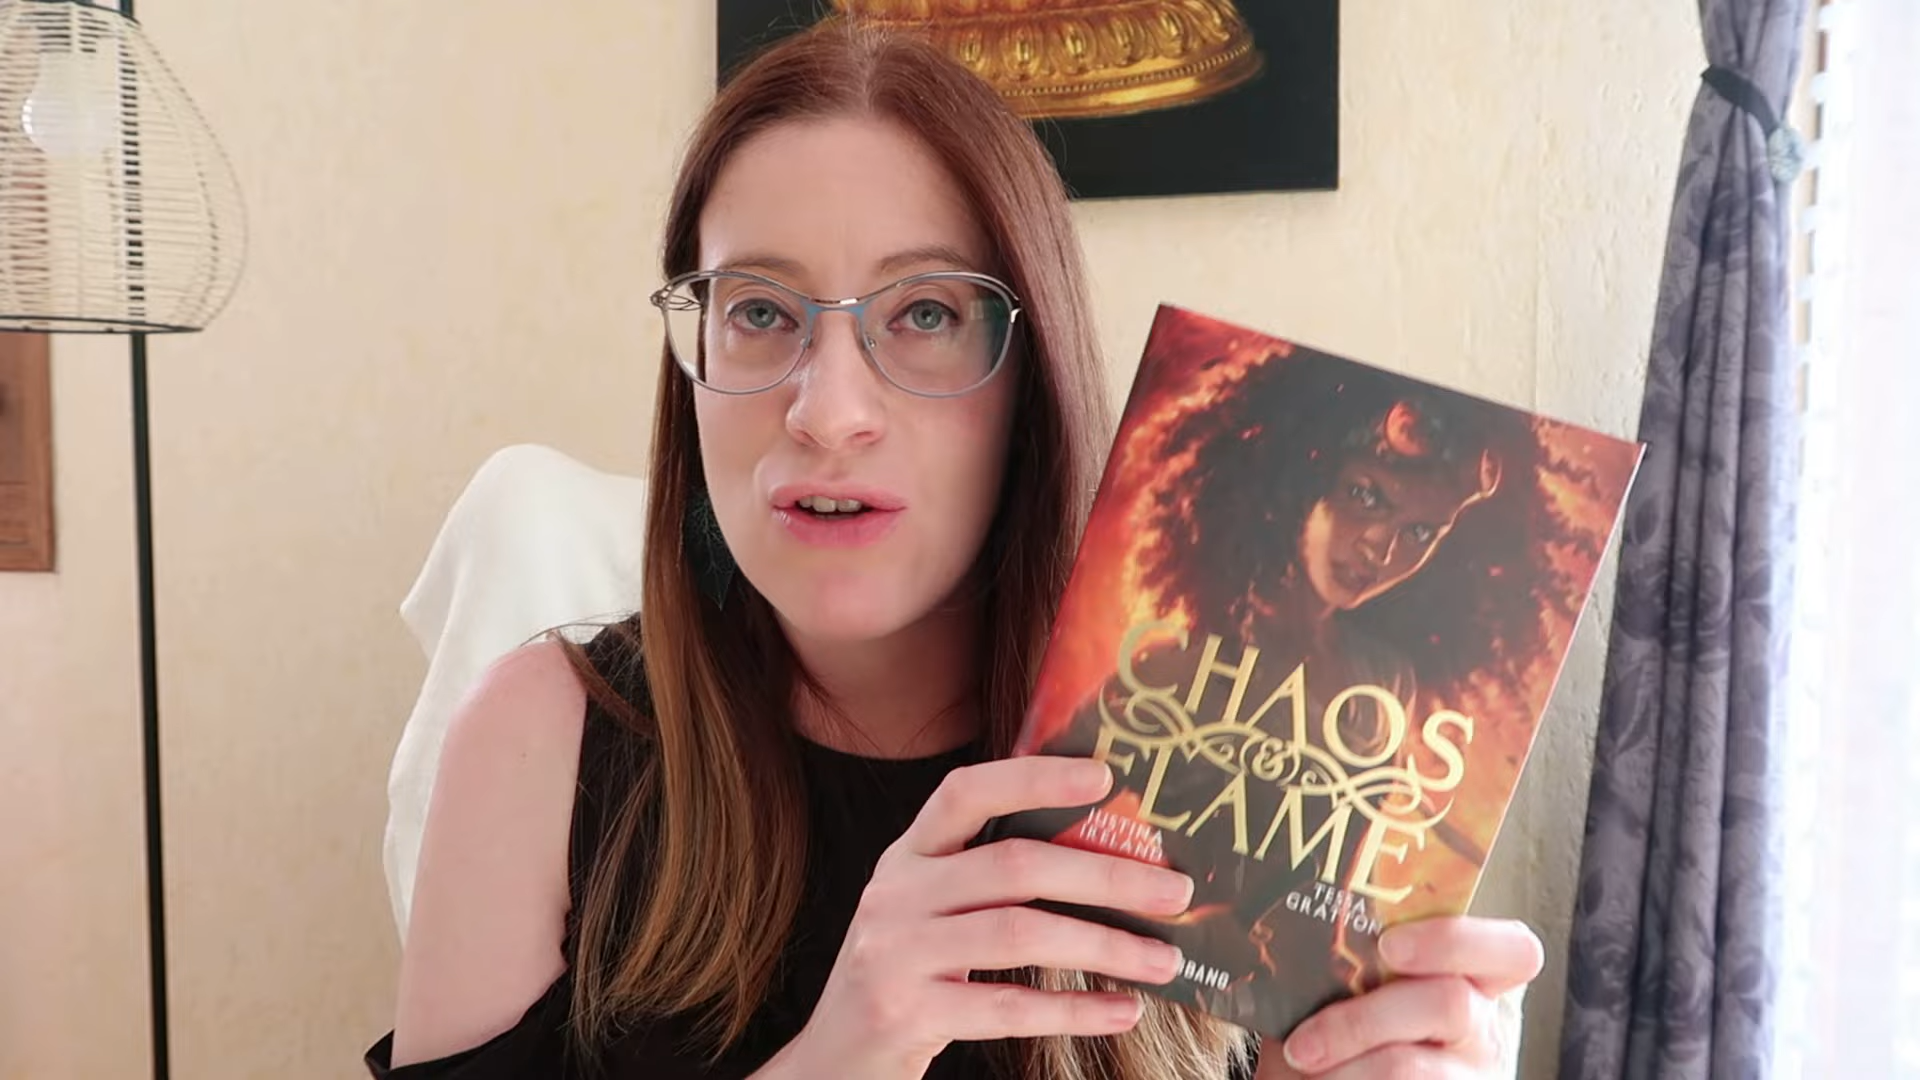 CHAOS
&
FLAME
JUSTINA
IRELAND
TESSA
GRATTON